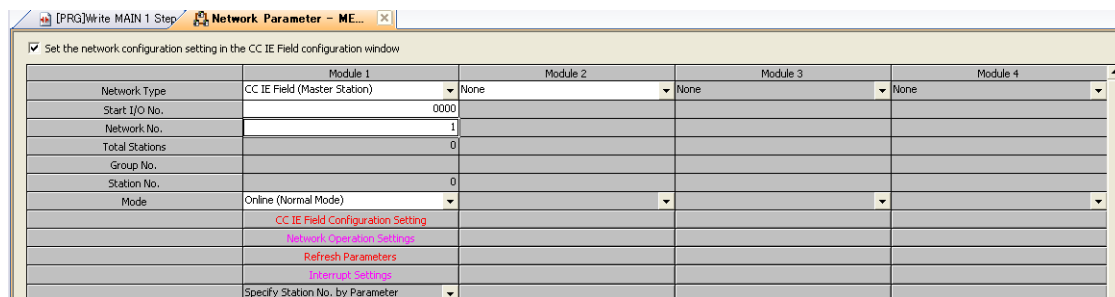 [PRG]Write MAIN 1 Step Network Parameter - ME...
Set the network configuration setting in the CC IE Field configuration window
Module 1 Module 2 Module 3 Module 4
Network Type CC IE Field (Master Station) None None None
Start I/O No. 0000
Network No. 1
Total Stations 0
Group No.
Station No. 0
Mode Online (Normal Mode)
CC IE Field Configuration Setting
Network Operation Settings
Refresh Parameters
Interrupt Settings
Specify Station No. by Parameter